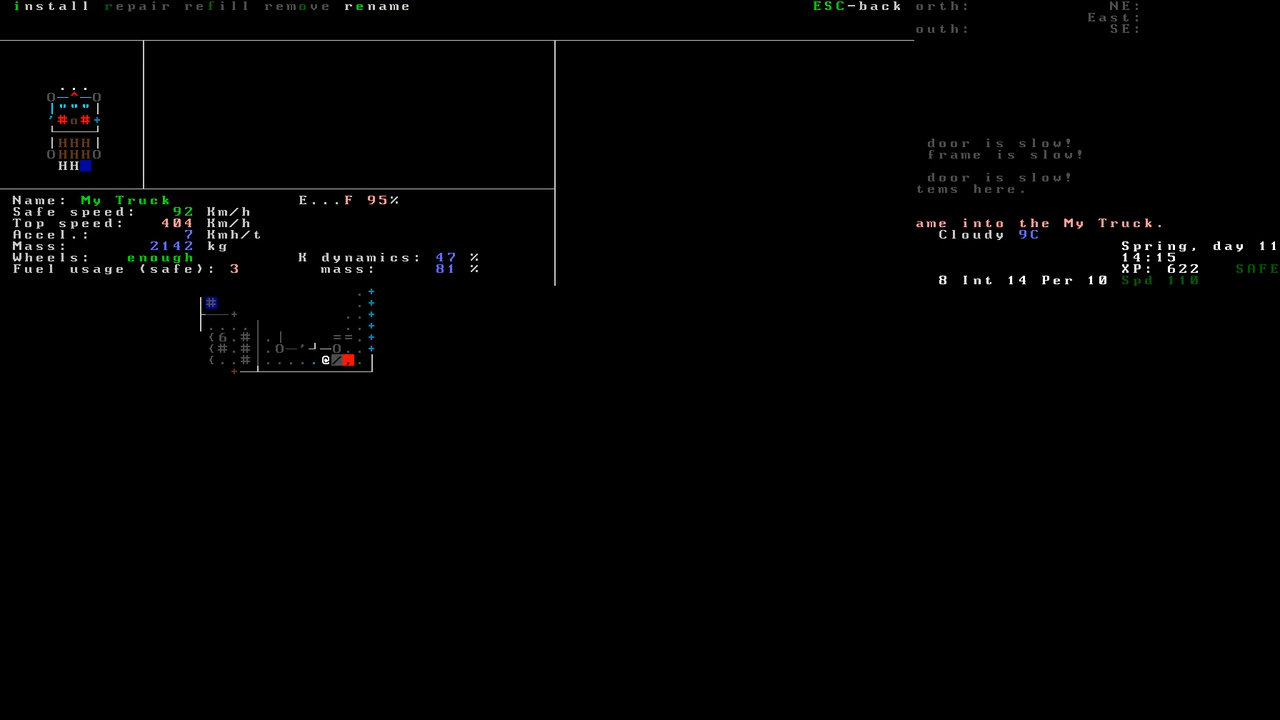 install repair refill remove rename ESC-back orth: NE:
East:
outh: SE:
door is slow!
frame is slow!
door is slow!
tems here.
Name: My Truck E...F 95%
Safe speed: 92 Km/h
Top speed: 404 Km/h
ame into the My Truck.
Accel.: 7 Kmh/t
Cloudy 9C
Mass: 2142 kg
Spring, day 11
Wheels: enough K dynamics: 47 %
14:15
Fuel usage (safe): 3 mass: 81 %
XP: 622 SAFE
8 Int 14 Per 10 Spd 110